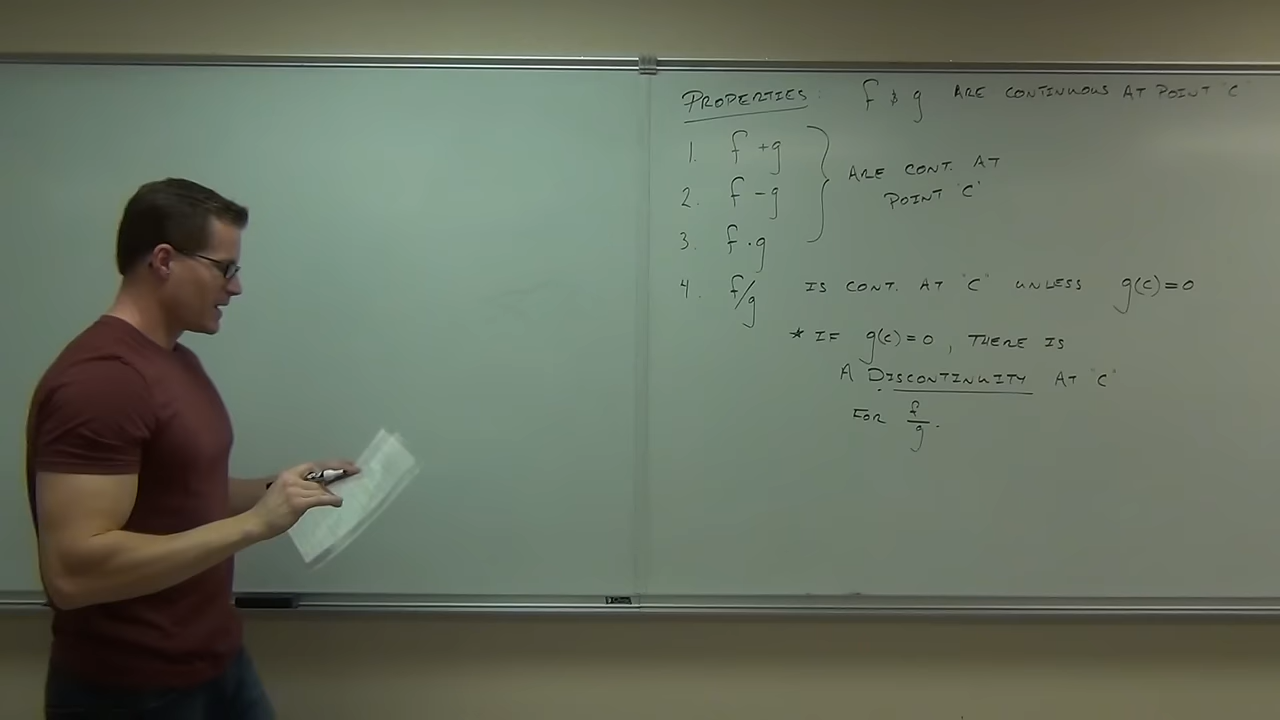 PROPERTIES: f & g ARE CONTINUOUS AT POINT "C"
1. f + g
2. f - g
3. f · g
ARE CONT. AT
POINT "C"
4. f/g IS CONT. AT "C" UNLESS g(c) = 0
* IF g(c) = 0, THERE IS
A DISCONTINUITY AT "C"
FOR f/g.